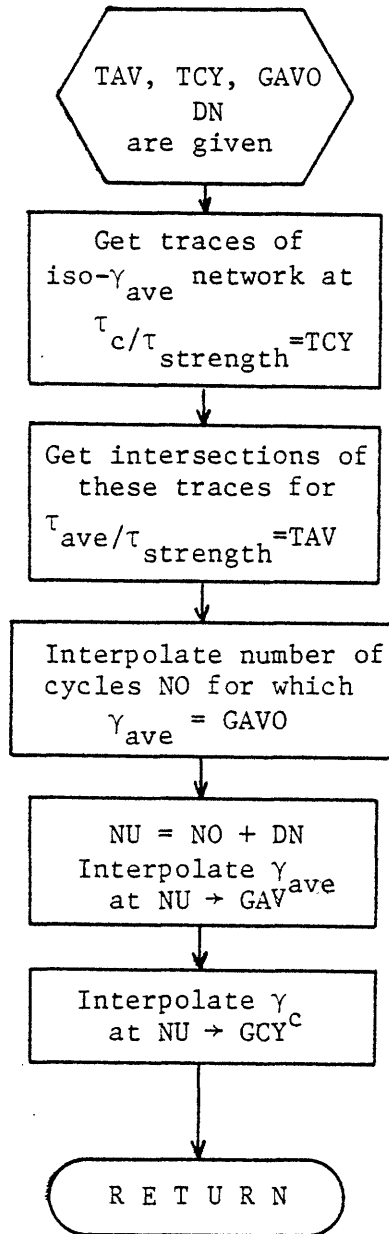 TAV, TCY, GAVO
DN
are given
Get traces of
iso-γave network at
τc/τstrength=TCY
Get intersections of
these traces for
τave/τstrength=TAV
Interpolate number of
cycles NO for which
γave = GAVO
NU = NO + DN
Interpolate γave
at NU → GAV
Interpolate γc
at NU → GCY
R E T U R N